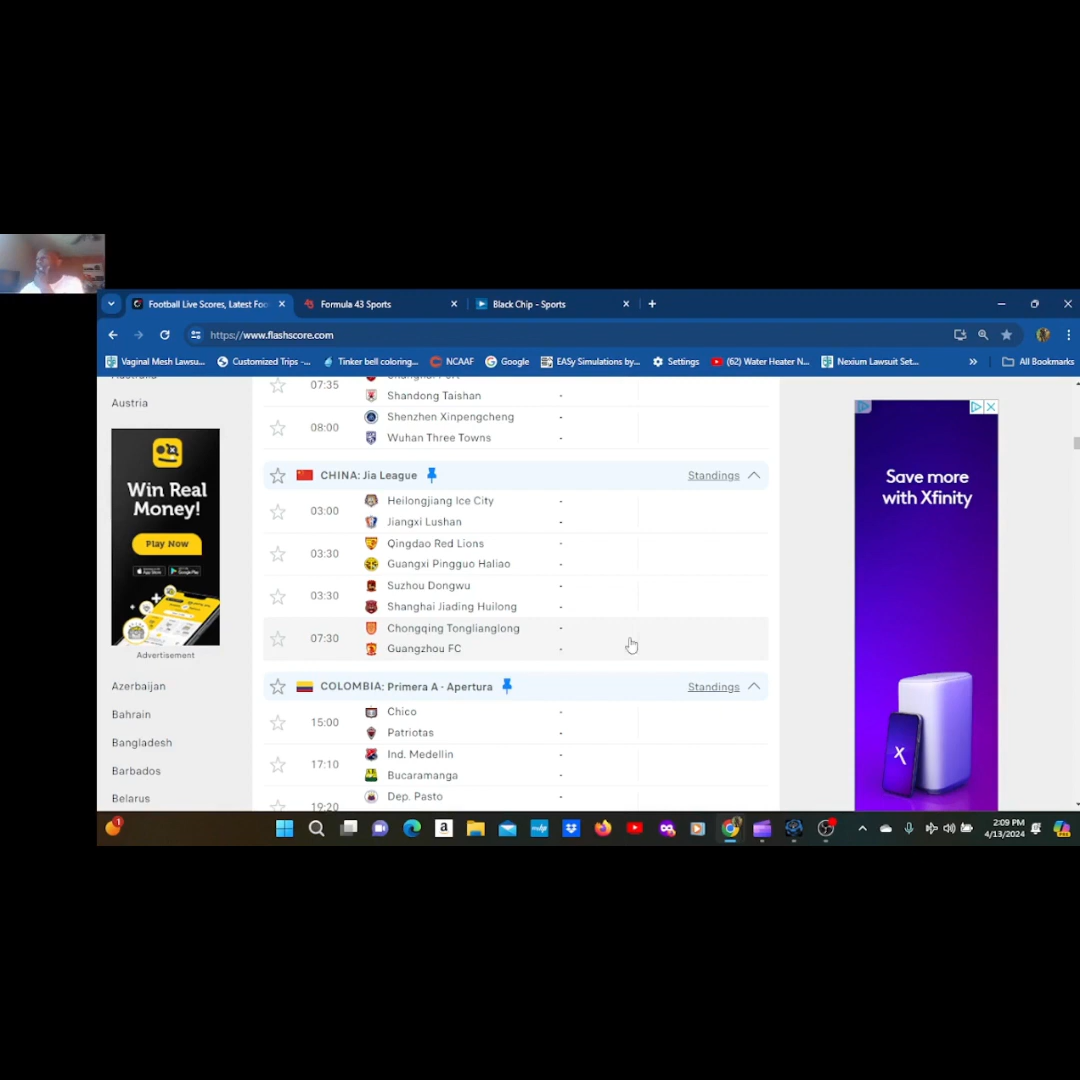 Football Live Scores, Latest Foo
Formula 43 Sports
Black Chip - Sports
https://www.flashscore.com
Vaginal Mesh Lawsu...
Customized Trips -...
Tinker bell coloring...
NCAAF
Google
EASy Simulations by...
Settings
(62) Water Heater N...
Nexium Lawsuit Set...
All Bookmarks
Austria
Win Real
Money!
Play Now
Advertisement
Azerbaijan
Bahrain
Bangladesh
Barbados
Belarus
07:35
Shandong Taishan -
08:00
Shenzhen Xinpengcheng -
Wuhan Three Towns -
CHINA: Jia League Standings
03:00
Heilongjiang Ice City -
Jiangxi Lushan -
03:30
Qingdao Red Lions -
Guangxi Pingguo Haliao -
03:30
Suzhou Dongwu -
Shanghai Jiading Huilong -
07:30
Chongqing Tonglianglong -
Guangzhou FC -
COLOMBIA: Primera A - Apertura Standings
15:00
Chico -
Patriotas -
17:10
Ind. Medellin -
Bucaramanga -
19:20
Dep. Pasto -
Save more
with Xfinity
2:09 PM
4/13/2024